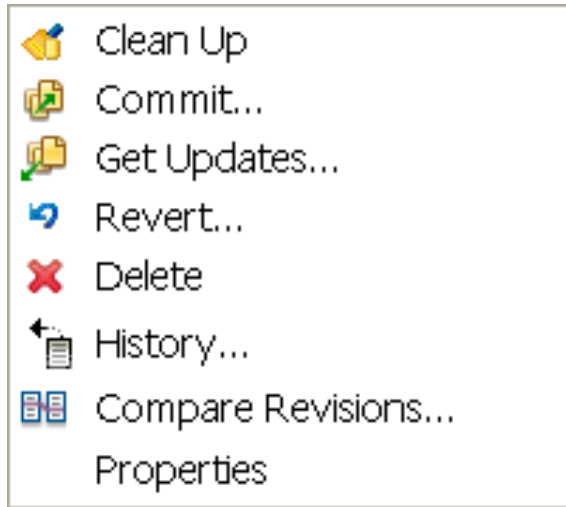 Clean Up
Commit...
Get Updates...
Revert...
Delete
History...
Compare Revisions...
Properties